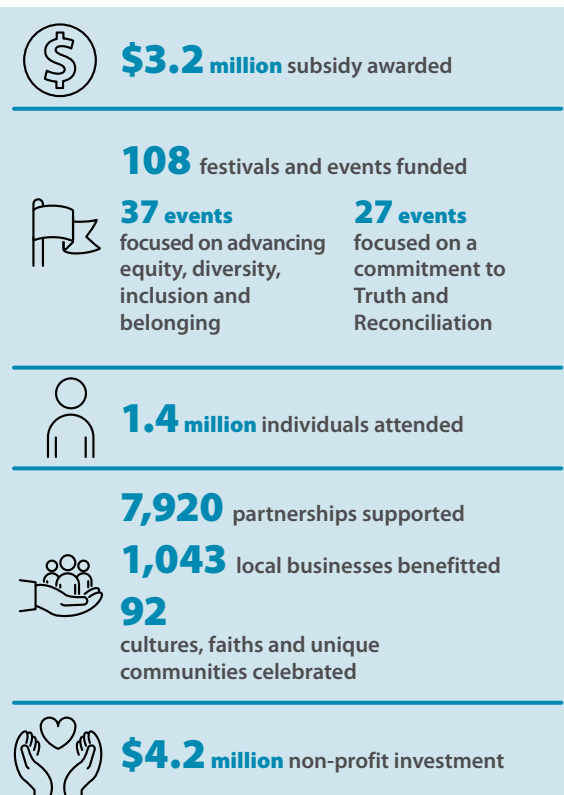 $3.2 million subsidy awarded
108 festivals and events funded
37 events
focused on advancing
equity, diversity,
inclusion and
belonging
27 events
focused on a
commitment to
Truth and
Reconciliation
1.4 million individuals attended
7,920 partnerships supported
1,043 local businesses benefitted
92
cultures, faiths and unique
communities celebrated
$4.2 million non-profit investment